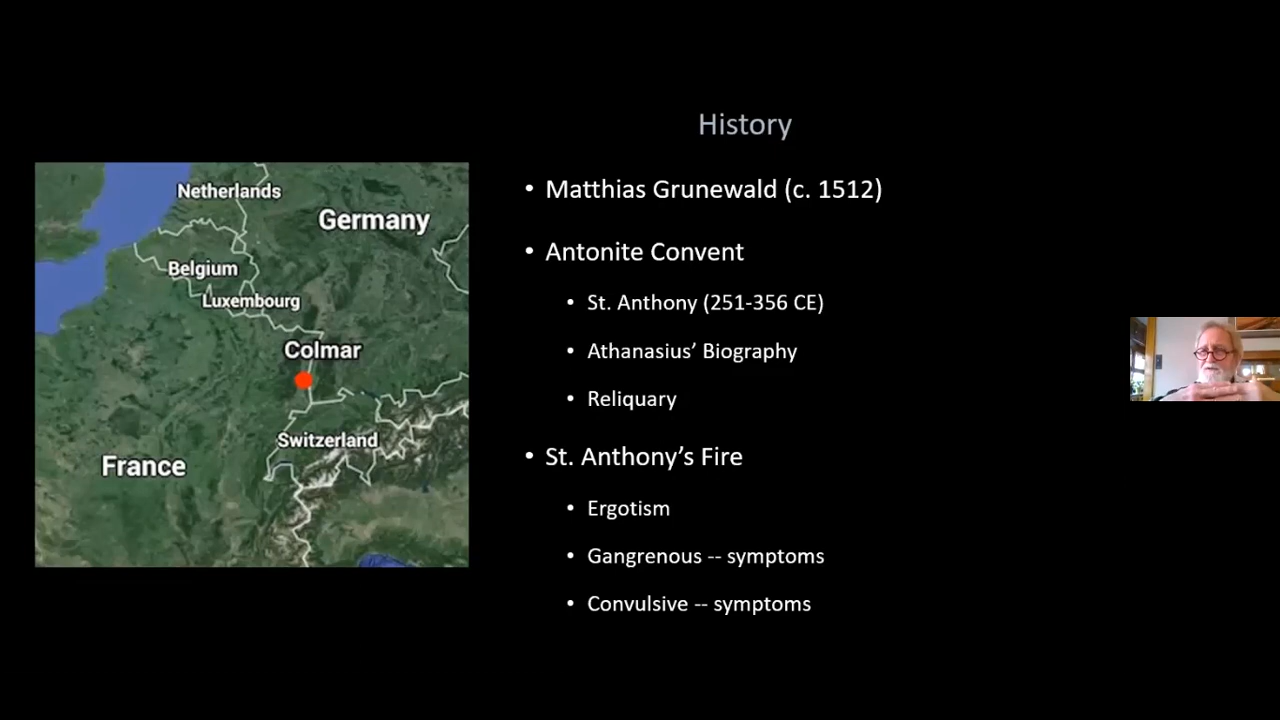 History
Netherlands
Germany
Belgium
Luxembourg
Colmar
Switzerland
France
• Matthias Grunewald (c. 1512)
• Antonite Convent
• St. Anthony (251-356 CE)
• Athanasius’ Biography
• Reliquary
• St. Anthony’s Fire
• Ergotism
• Gangrenous -- symptoms
• Convulsive -- symptoms